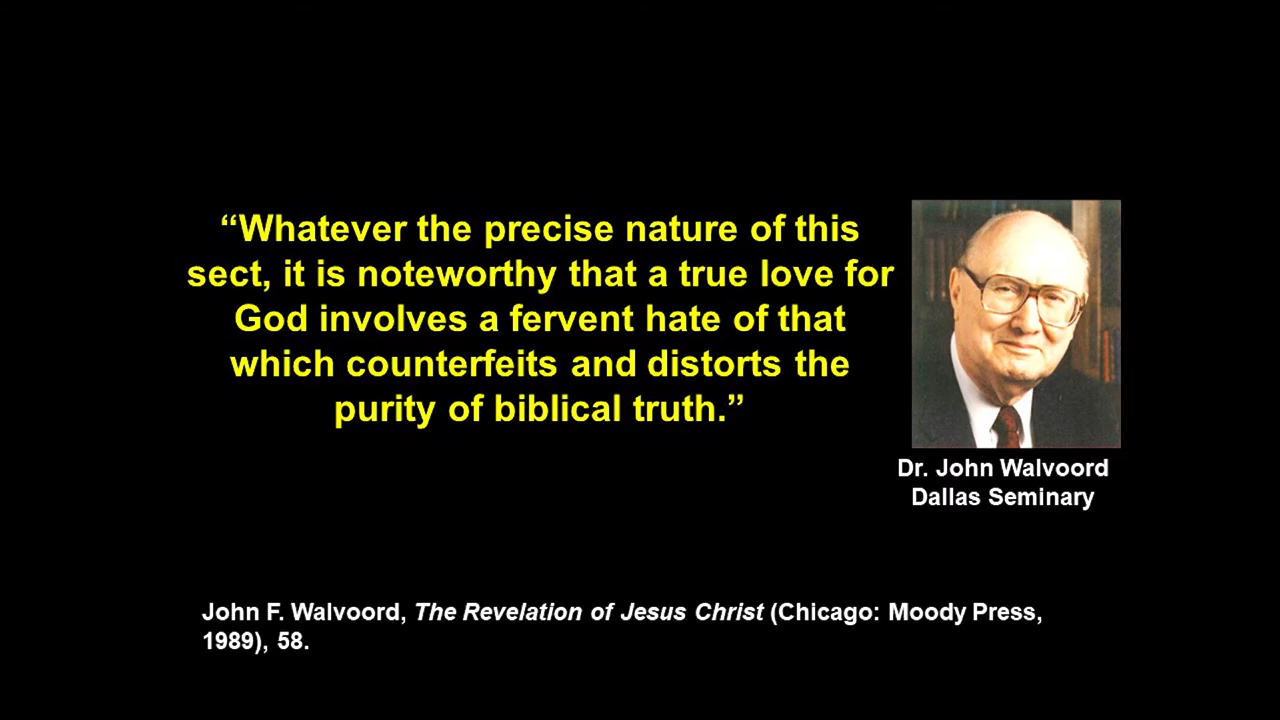 “Whatever the precise nature of this
sect, it is noteworthy that a true love for
God involves a fervent hate of that
which counterfeits and distorts the
purity of biblical truth.”
Dr. John Walvoord
Dallas Seminary
John F. Walvoord, The Revelation of Jesus Christ (Chicago: Moody Press,
1989), 58.